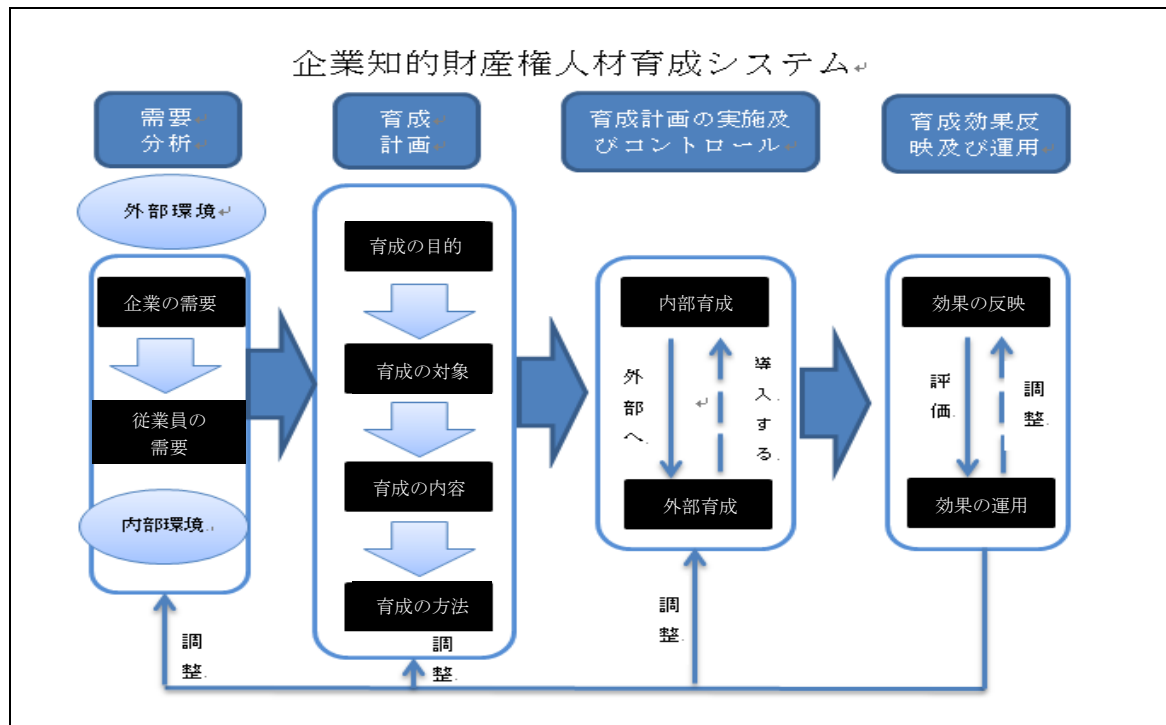 企業知的財産権人材育成システム
需要
分析
育成
計画
育成計画の実施及
びコントロール
育成効果反
映及び運用
外部環境
企業の需要
従業員の
需要
内部環境
育成の目的
育成の対象
育成の内容
育成の方法
内部育成
外部へ
導入する
外部育成
効果の反映
評価
調整
効果の運用
調整
調整
調整